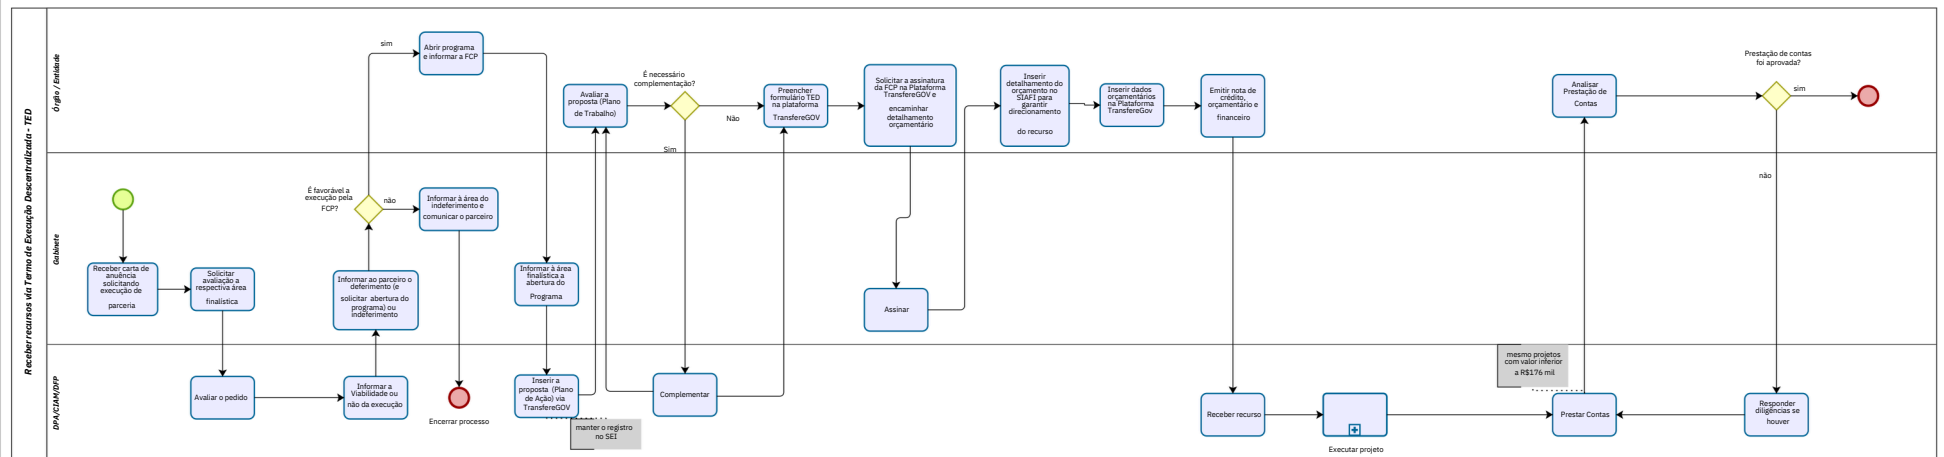 Receber recursos via Termo de Execução Descentralizada - TED
Órgão / Entidade
sim
Abrir programa
e informar a FCP
Avaliar a
proposta (Plano
de Trabalho)
É necessário
complementação?
Não
Sim
Preencher
formulário TED
na plataforma
TransfereGOV
Solicitar a assinatura
da FCP na Plataforma
TransfereGOV e
encaminhar
detalhamento
orçamentário
Inserir
detalhamento do
orçamento no
SIAFI para
garantir
direcionamento
do recurso
Inserir dados
orçamentários
na Plataforma
TransfereGov
Emitir nota de
crédito,
orçamentário e
financeiro
Analisar
Prestação de
Contas
Prestação de contas
foi aprovada?
sim
não
Gabinete
Receber carta de
anuência
solicitando
execução de
parceria
Solicitar
avaliação a
respectiva área
finalística
É favorável a
execução pela
FCP?
não
Informar à área do
indeferimento e
comunicar o parceiro
Informar ao parceiro o
deferimento (e
solicitar abertura do
programa) ou
indeferimento
Informar à área
finalística a
abertura do
Programa
Assinar
DPA/CIAM/DFP
Avaliar o pedido
Informar a
Viabilidade ou
não da execução
Encerrar processo
Inserir a
proposta (Plano
de Ação) via
TransfereGOV
manter o registro
no SEI
Complementar
Receber recurso
Executar projeto
mesmo projetos
com valor inferior
a R$176 mil
Prestar Contas
Responder
diligências se
houver